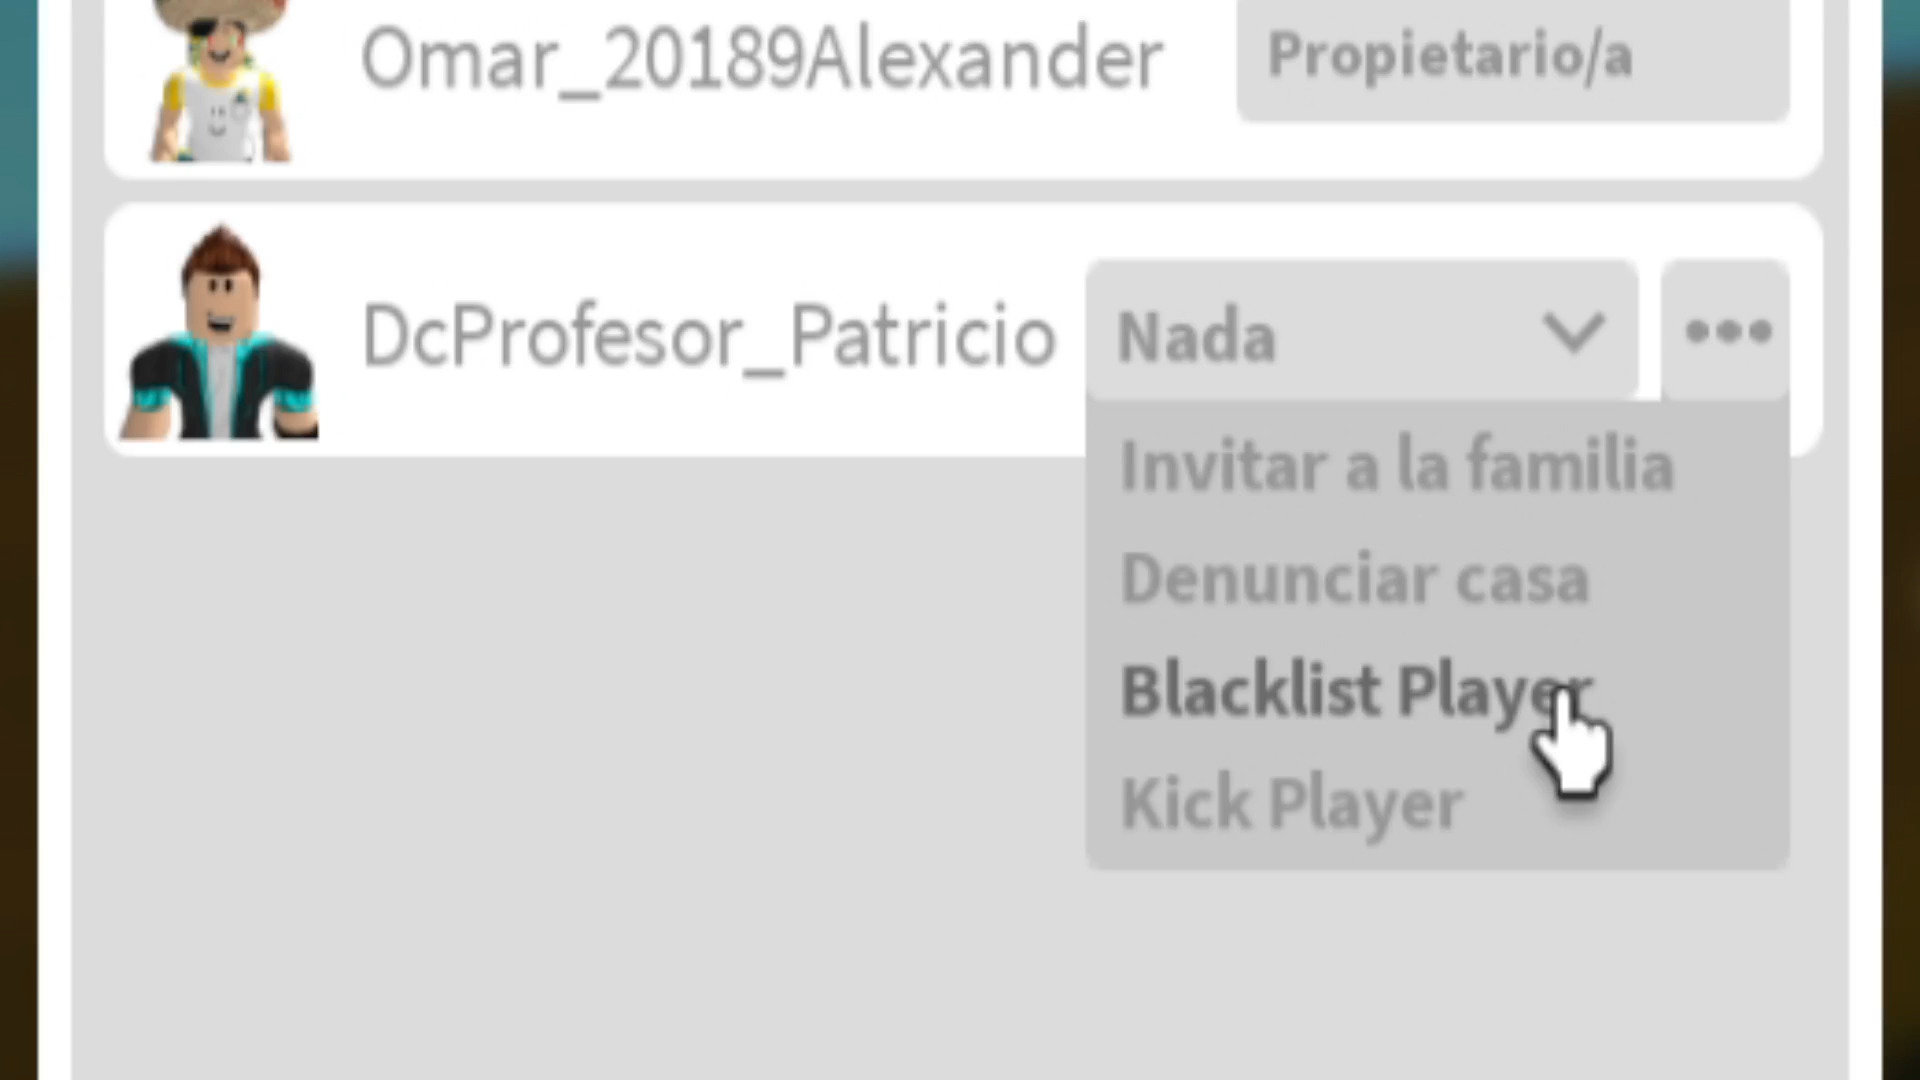 Omar_20189Alexander Propietario/a
DcProfesor_Patricio Nada
Invitar a la familia
Denunciar casa
Blacklist Player
Kick Player